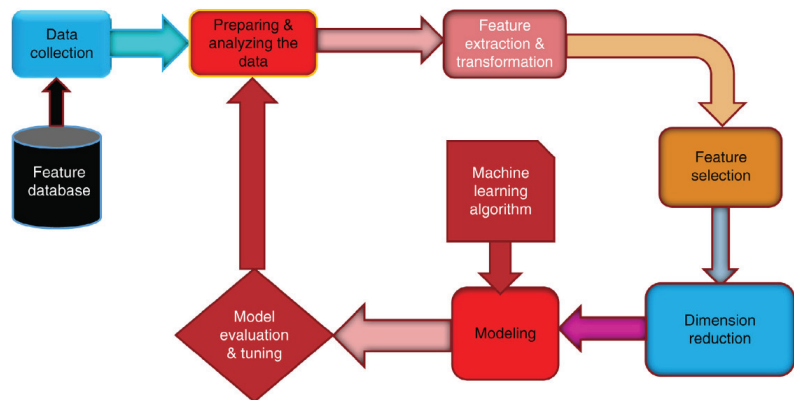 Data
collection
Preparing &
analyzing the
data
Feature
extraction &
transformation
Feature
database
Machine
learning
algorithm
Feature
selection
Model
evaluation
& tuning
Modeling
Dimension
reduction